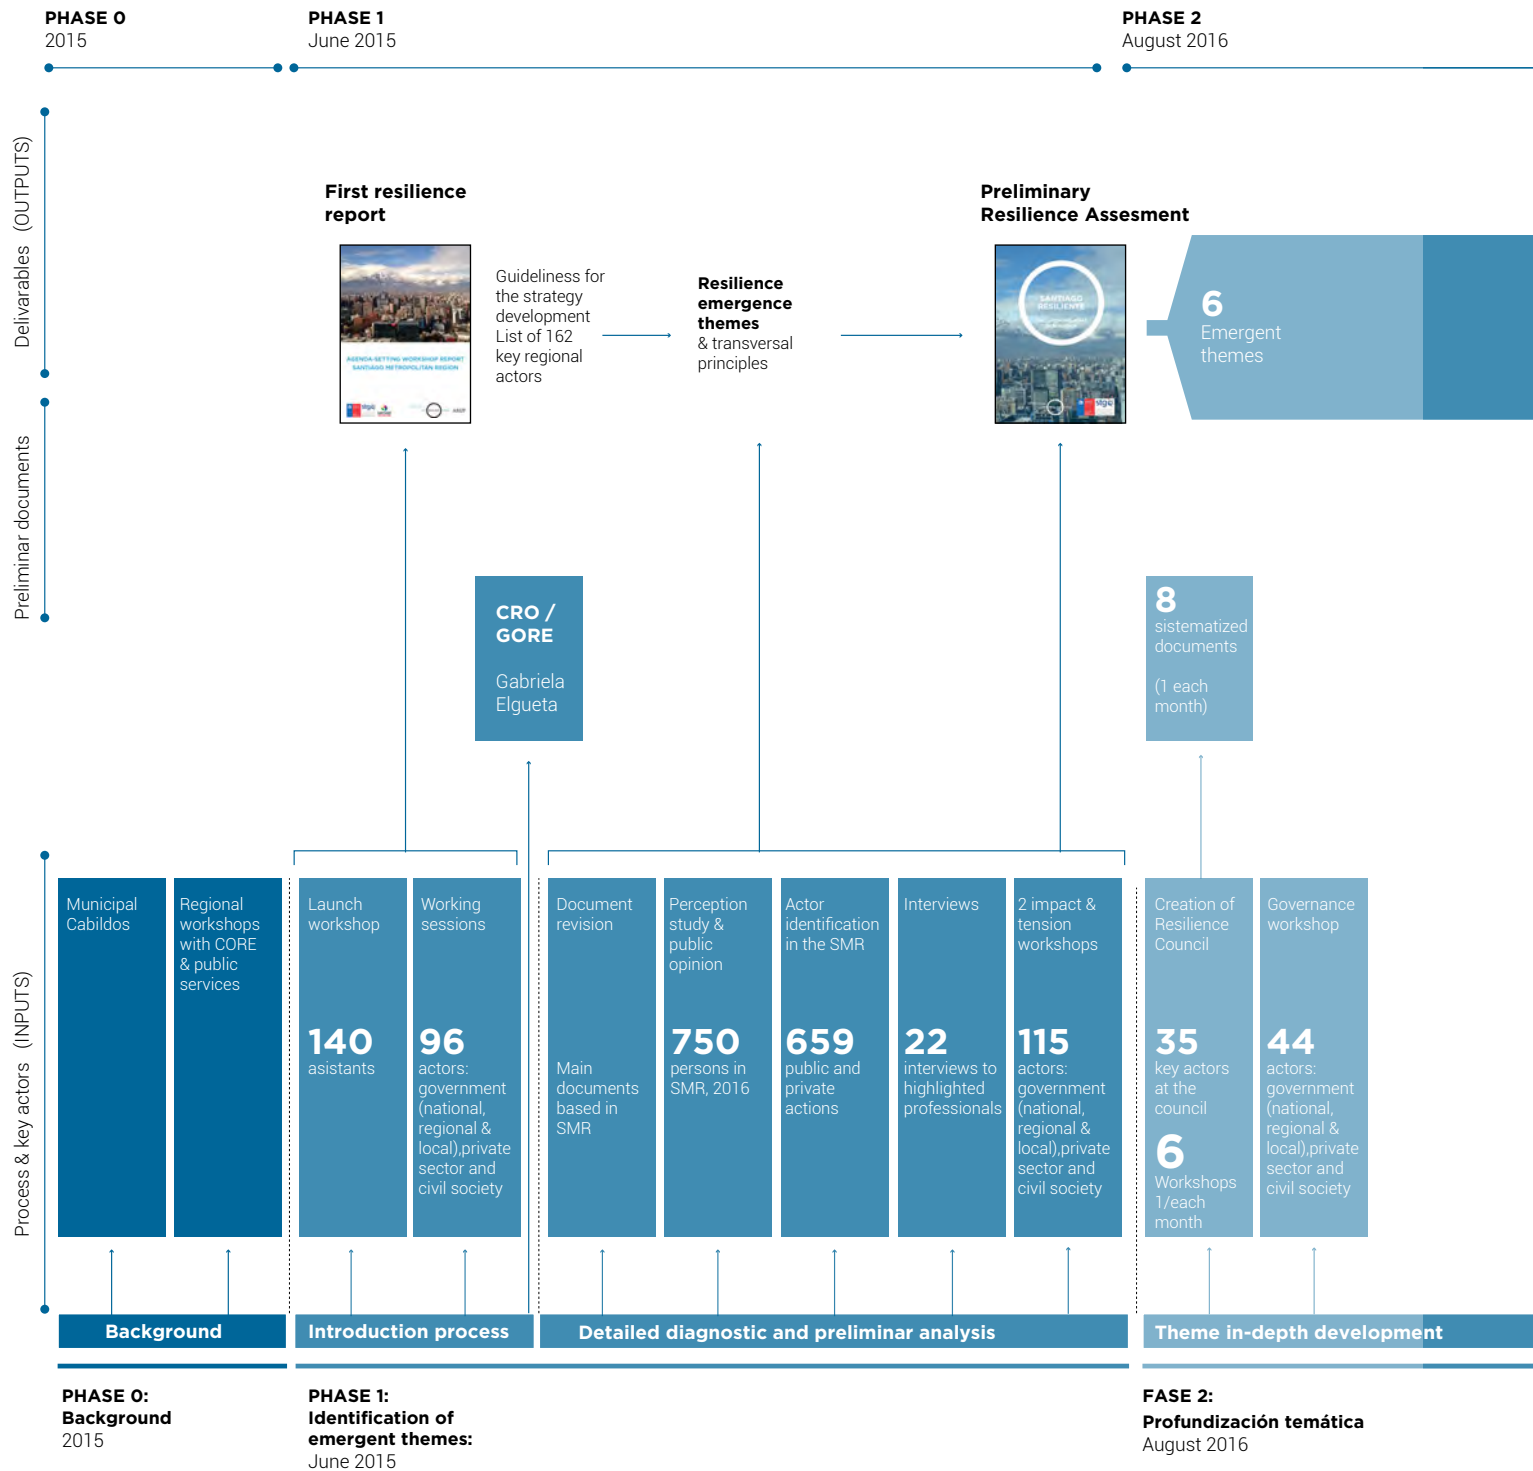 PHASE 0
2015
PHASE 1
June 2015
PHASE 2
August 2016
Delivarables (OUTPUTS)
Preliminar documents
Process & key actors (INPUTS)
First resilience
report
AGENDA-SETTING WORKSHOP REPORT
SANTIAGO METROPOLITAN REGION
Guideliness for
the strategy
development
List of 162
key regional
actors
Resilience
emergence
themes
& transversal
principles
Preliminary
Resilience Assesment
SANTIAGO
RESILIENTE
6
Emergent
themes
CRO /
GORE
Gabriela
Elgueta
8
sistematized
documents
(1 each
month)
Municipal
Cabildos
Regional
workshops
with CORE
& public
services
Launch
workshop
140
asistants
Working
sessions
96
actors:
government
(national,
regional &
local),private
sector and
civil society
Document
revision
Main
documents
based in
SMR
Perception
study &
public
opinion
750
persons in
SMR, 2016
Actor
identification
in the SMR
659
public and
private
actions
Interviews
22
interviews to
highlighted
professionals
2 impact &
tension
workshops
115
actors:
government
(national,
regional &
local),private
sector and
civil society
Creation of
Resilience
Council
35
key actors
at the
council
6
Workshops
1/each
month
Governance
workshop
44
actors:
government
(national,
regional &
local),private
sector and
civil society
Background
Introduction process
Detailed diagnostic and preliminar analysis
Theme in-depth development
PHASE 0:
Background
2015
PHASE 1:
Identification of
emergent themes:
June 2015
FASE 2:
Profundización temática
August 2016